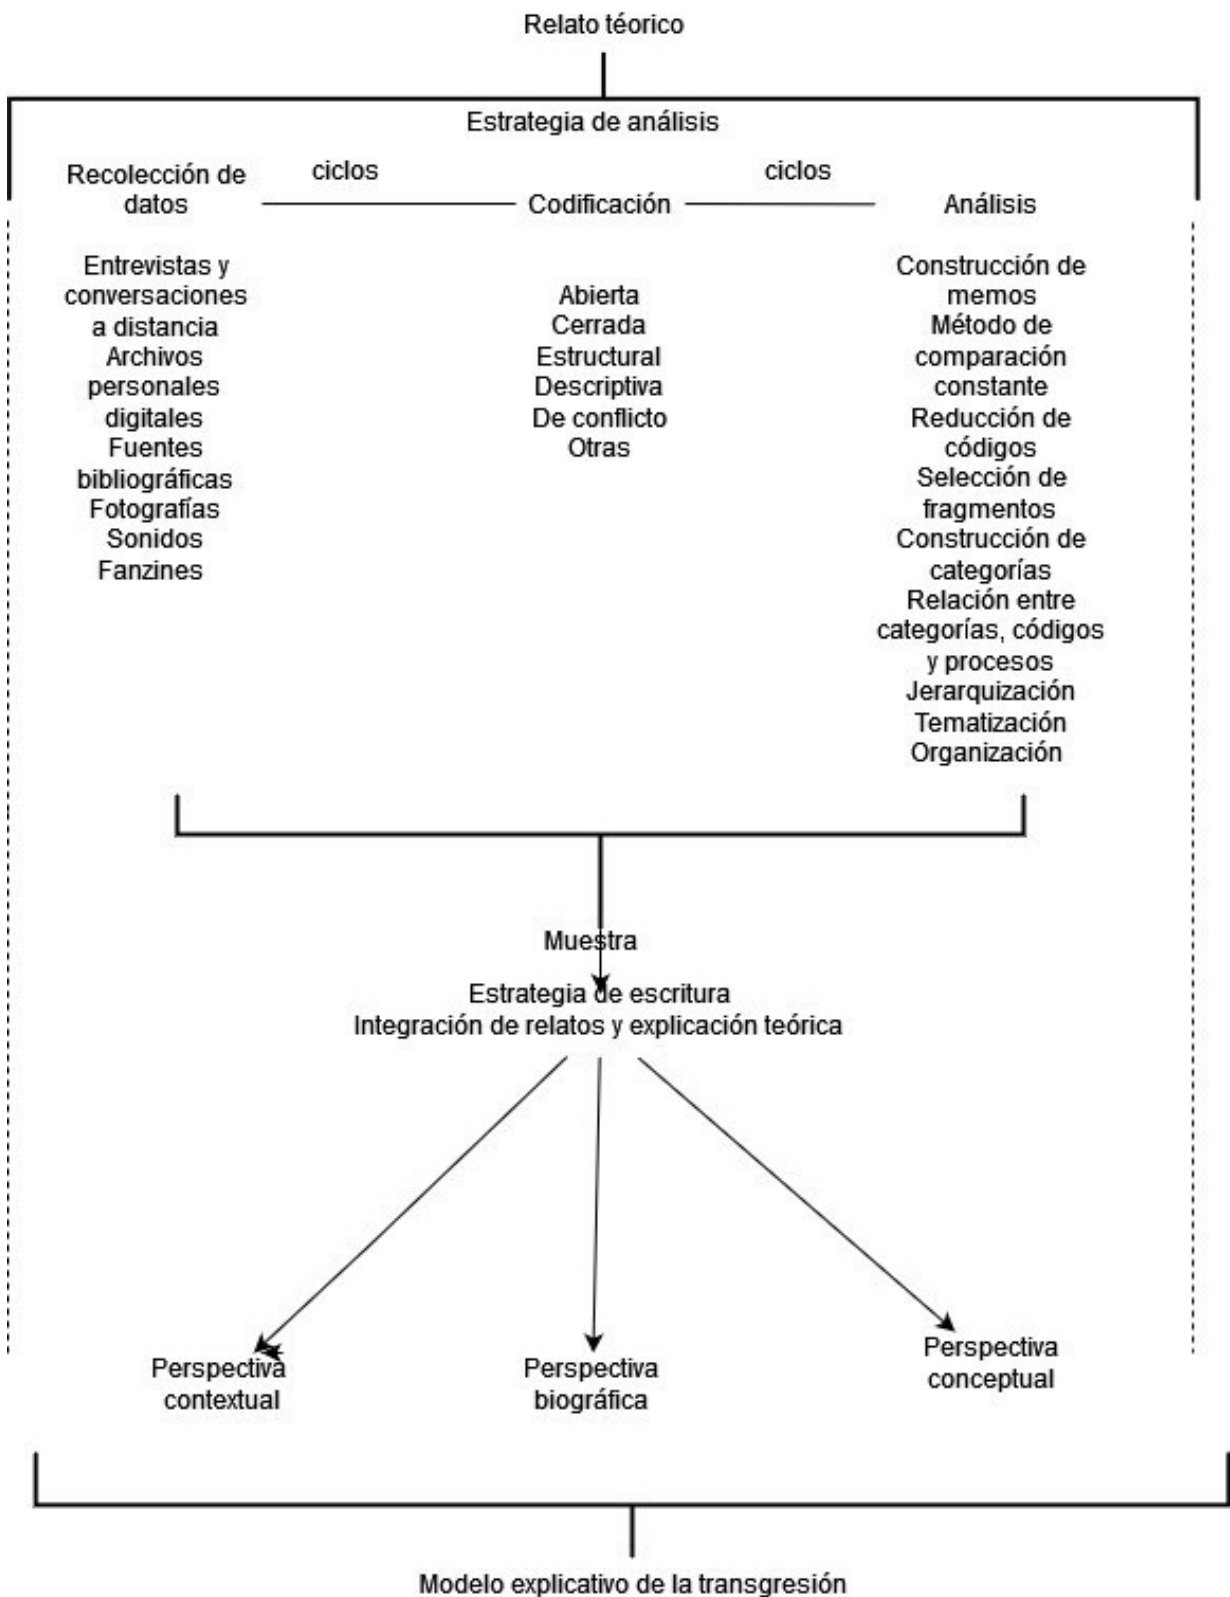 Relato téorico
Estrategia de análisis
Recolección de
datos
ciclos
Codificación
ciclos
Análisis
Entrevistas y
conversaciones
a distancia
Archivos
personales
digitales
Fuentes
bibliográficas
Fotografías
Sonidos
Fanzines
Abierta
Cerrada
Estructural
Descriptiva
De conflicto
Otras
Construcción de
memos
Método de
comparación
constante
Reducción de
códigos
Selección de
fragmentos
Construcción de
categorías
Relación entre
categorías, códigos
y procesos
Jerarquización
Tematización
Organización
Muestra
Estrategia de escritura
Integración de relatos y explicación teórica
Perspectiva
contextual
Perspectiva
biográfica
Perspectiva
conceptual
Modelo explicativo de la transgresión